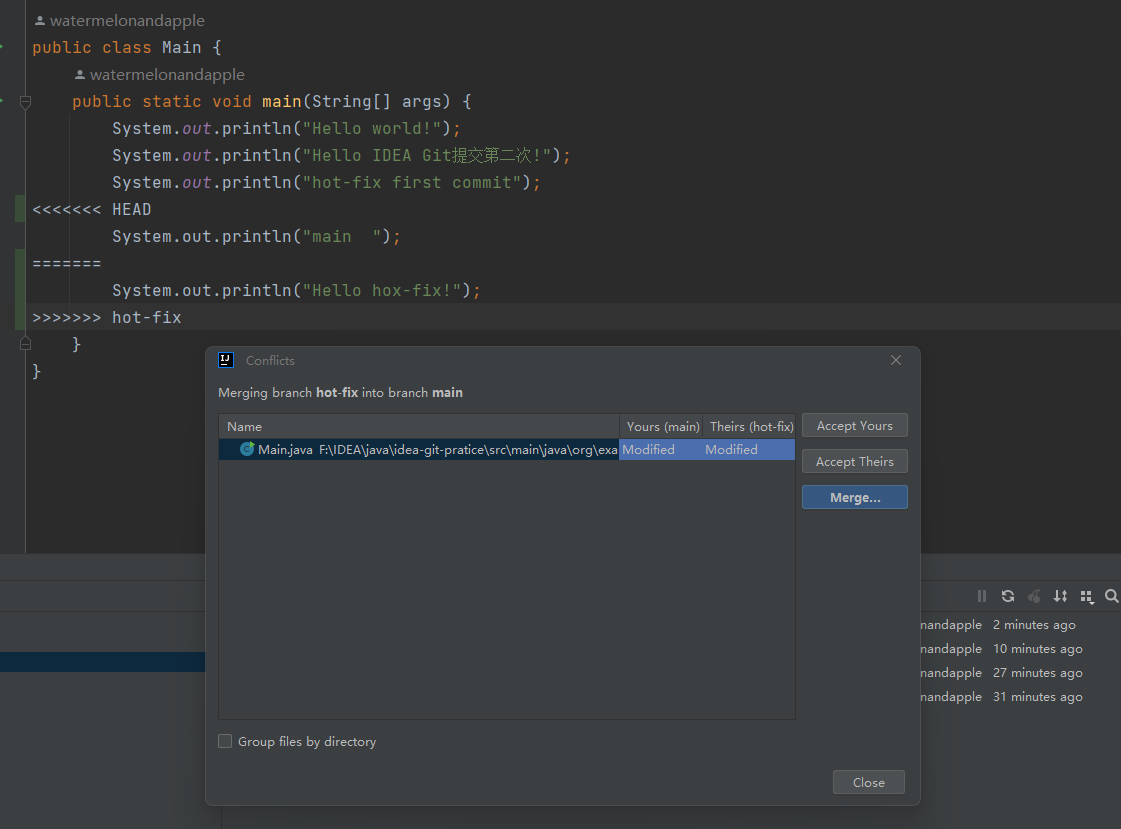 watermelonandapple
public class Main {
watermelonandapple
public static void main(String[] args) {
System.out.println("Hello world!");
System.out.println("Hello IDEA Git提交第二次!");
System.out.println("hot-fix first commit");
<<<<<<< HEAD
System.out.println("main  ");
=======
System.out.println("Hello hox-fix!");
>>>>>>> hot-fix
}
}
Conflicts
Merging branch hot-fix into branch main
Name Yours (main) Theirs (hot-fix)
Main.java F:\IDEA\java\idea-git-pratice\src\main\java\org\exa Modified Modified
Accept Yours
Accept Theirs
Merge...
Group files by directory
Close
nandapple 2 minutes ago
nandapple 10 minutes ago
nandapple 27 minutes ago
nandapple 31 minutes ago